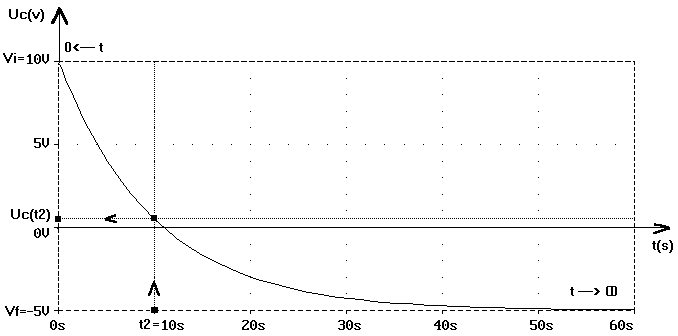 Uc(v)
0<— t
Vi=10V
5V
Uc(t2)
0V
t(s)
t —> ∞
Vf=-5V
0s t2=10s 20s 30s 40s 50s 60s